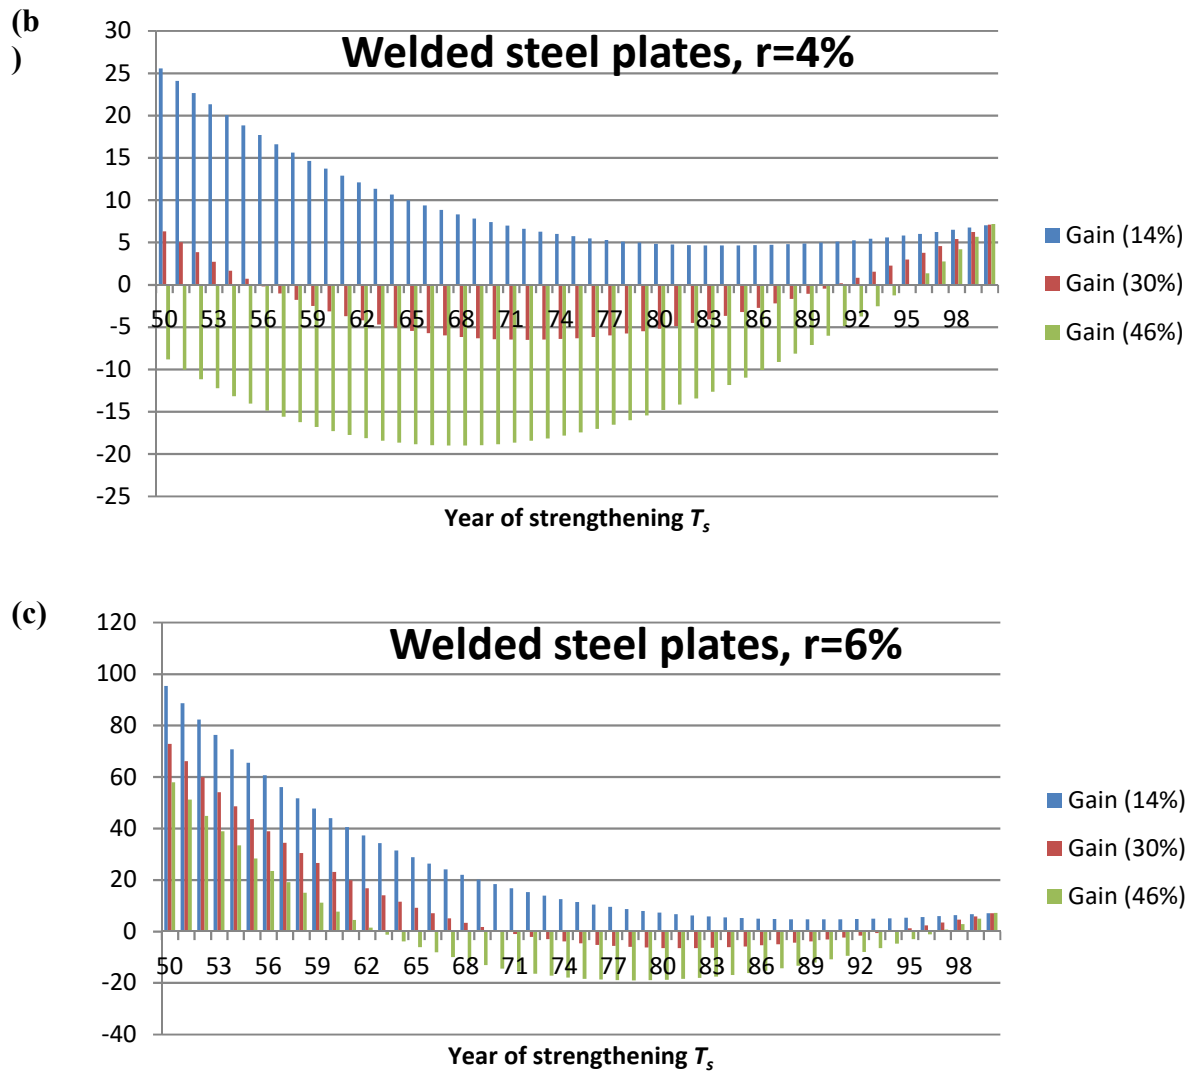 (b
)
Welded steel plates, r=4%
30
25
20
15
10
5
0
-5
-10
-15
-20
-25
50 53 56 59 62 65 68 71 74 77 80 83 86 89 92 95 98
Year of strengthening Ts
Gain (14%)
Gain (30%)
Gain (46%)
(c)
Welded steel plates, r=6%
120
100
80
60
40
20
0
-20
-40
50 53 56 59 62 65 68 71 74 77 80 83 86 89 92 95 98
Year of strengthening Ts
Gain (14%)
Gain (30%)
Gain (46%)